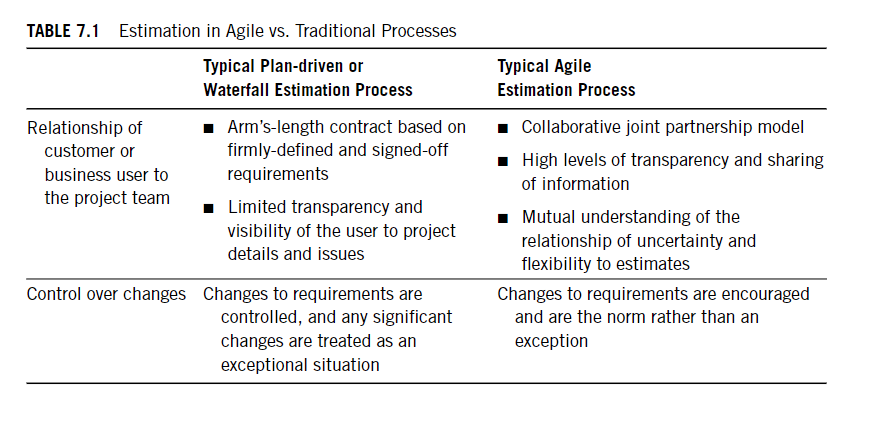 TABLE 7.1 Estimation in Agile vs. Traditional Processes
Typical Plan-driven or
Waterfall Estimation Process
Typical Agile
Estimation Process
Relationship of
customer or
business user to
the project team
■ Arm’s-length contract based on
firmly-defined and signed-off
requirements
■ Limited transparency and
visibility of the user to project
details and issues
■ Collaborative joint partnership model
■ High levels of transparency and sharing
of information
■ Mutual understanding of the
relationship of uncertainty and
flexibility to estimates
Control over changes
Changes to requirements are
controlled, and any significant
changes are treated as an
exceptional situation
Changes to requirements are encouraged
and are the norm rather than an
exception